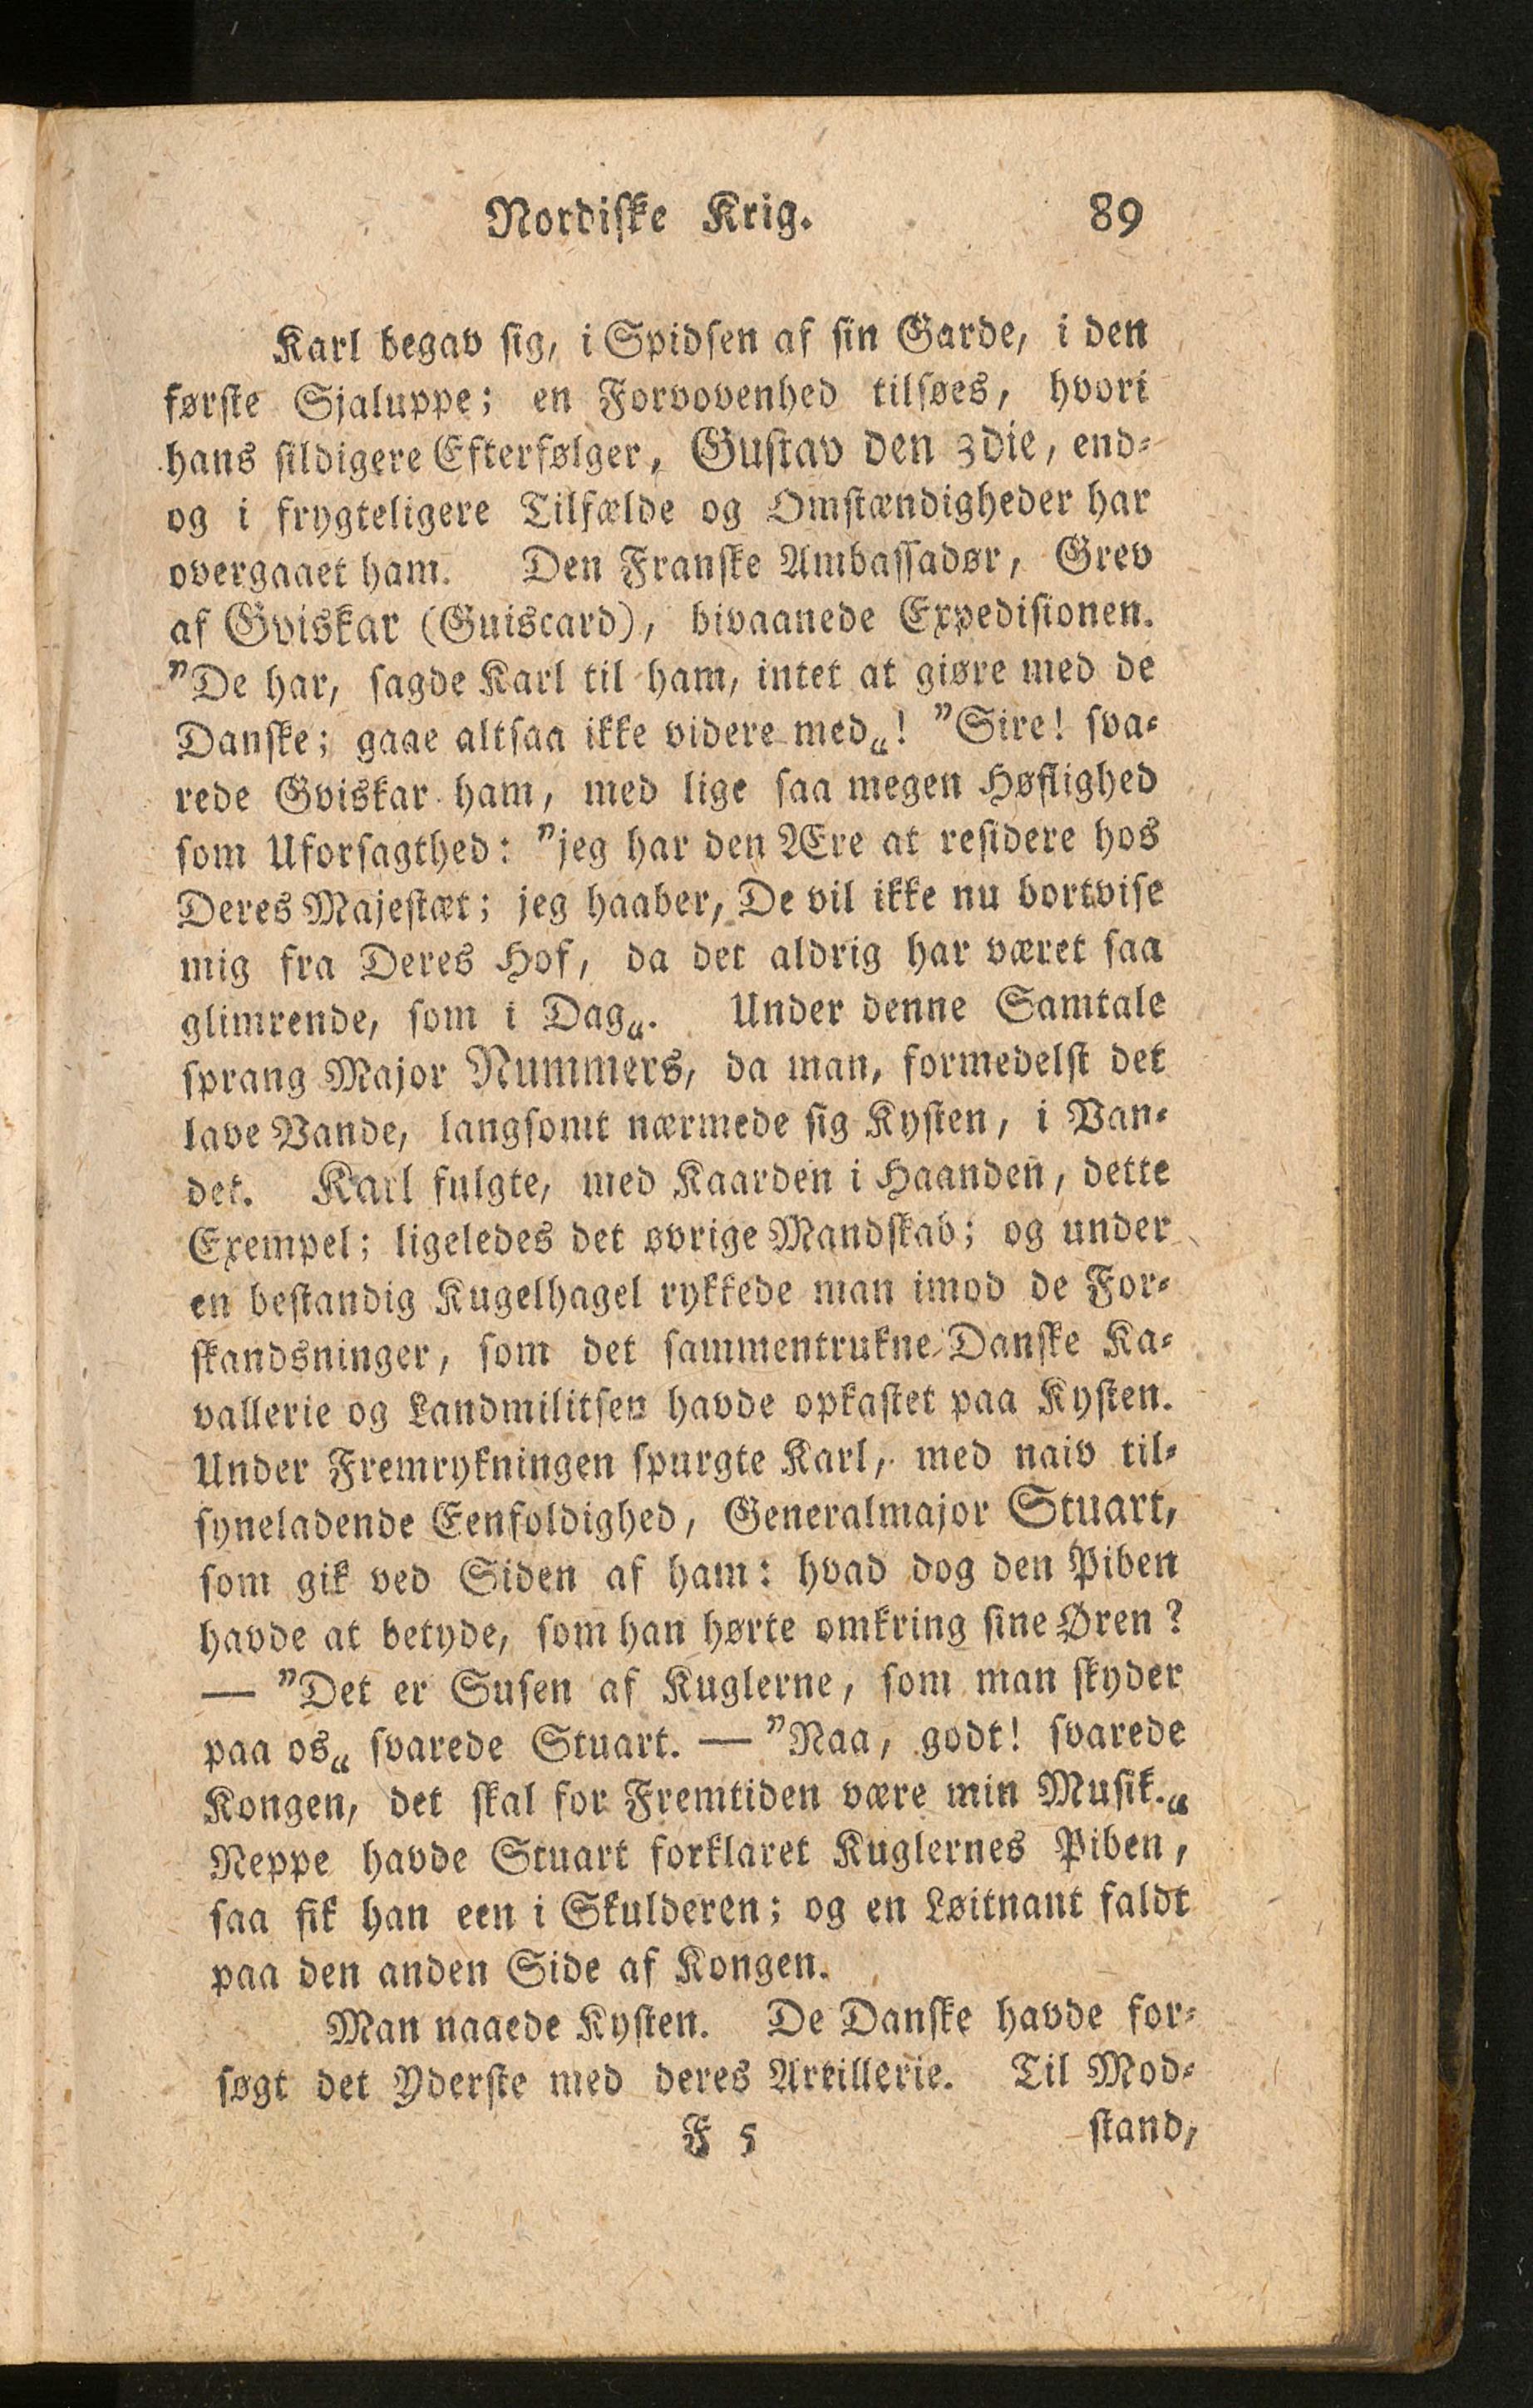 Nordiske Krig. 89
Karl begav sig, i Spidsen af sin Garde, i den
første Sjaluppe; en Forvovenhed tilsøes, hvori
hans sildigere Efterfølger, Gustav den 3die, end-
og i frygteligere Tilfælde og Omstændigheder har
overgaaet ham. Den Franske Ambassadør, Grev
af Gviskar (Guiscard), bivaanede Expedisionen.
”De har, sagde Karl til ham, intet at giøre med de
Danske; gaae altsaa ikke videre med„! ”Sire! sva-
rede Gviskar ham, med lige saa megen Høflighed
som Uforsagthed: ”jeg har den Ære at residere hos
Deres Majestæt; jeg haaber, De vil ikke nu bortvise
mig fra Deres Hof, da det aldrig har været saa
glimrende, som i Dag„. Under denne Samtale
sprang Major Nummers, da man, formedelst det
lave Vande, langsomt nærmede sig Kysten, i Van-
det. Karl fulgte, med Kaarden i Haanden, dette
Exempel; ligeledes det øvrige Mandskab; og under
en bestandig Kugelhagel rykkede man imod de For-
skandsninger, som det sammentrukne Danske Ka-
vallerie og Landmilitsen havde opkastet paa Kysten.
Under Fremrykningen spurgte Karl, med naiv til-
syneladende Eenfoldighed, Generalmajor Stuart,
som gik ved Siden af ham: hvad dog den Piben
havde at betyde, som han hørte omkring sine Øren?
— ”Det er Susen af Kuglerne, som man skyder
paa os„ svarede Stuart. — ”Naa, godt! svarede
Kongen, det skal for Fremtiden være min Musik.„
Neppe havde Stuart forklaret Kuglernes Piben,
saa fik han een i Skulderen; og en Løitnant faldt
paa den anden Side af Kongen.
Man naaede Kysten. De Danske havde for-
søgt det Yderste med deres Artillerie. Til Mod-
F 5 stand,